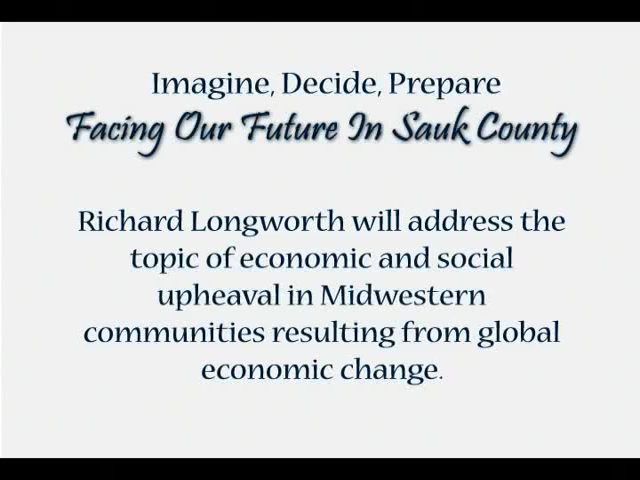 Imagine, Decide, Prepare
Facing Our Future In Sauk County
Richard Longworth will address the
topic of economic and social
upheaval in Midwestern
communities resulting from global
economic change.